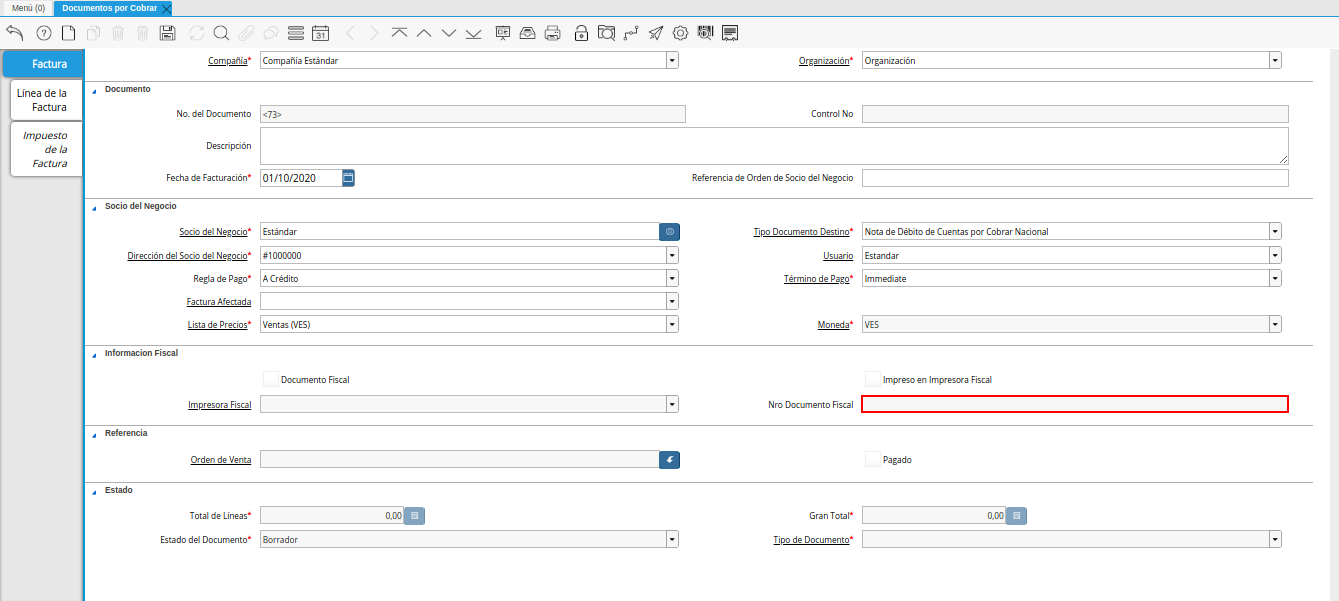 Menú (0) Documentos por Cobrar
31
Factura
Línea de la
Factura
Impuesto
de la
Factura
Compañía* Compañía Estándar Organización* Organización
Documento
No. del Documento <73> Control No
Descripción
Fecha de Facturación* 01/10/2020 Referencia de Orden de Socio del Negocio
Socio del Negocio
Socio del Negocio* Estándar Tipo Documento Destino* Nota de Débito de Cuentas por Cobrar Nacional
Dirección del Socio del Negocio* #1000000 Usuario Estandar
Regla de Pago* A Crédito Término de Pago* Immediate
Factura Afectada
Lista de Precios* Ventas (VES) Moneda* VES
Informacion Fiscal
Documento Fiscal Impreso en Impresora Fiscal
Impresora Fiscal Nro Documento Fiscal
Referencia
Orden de Venta Pagado
Estado
Total de Líneas* 0,00 Gran Total* 0,00
Estado del Documento* Borrador Tipo de Documento*